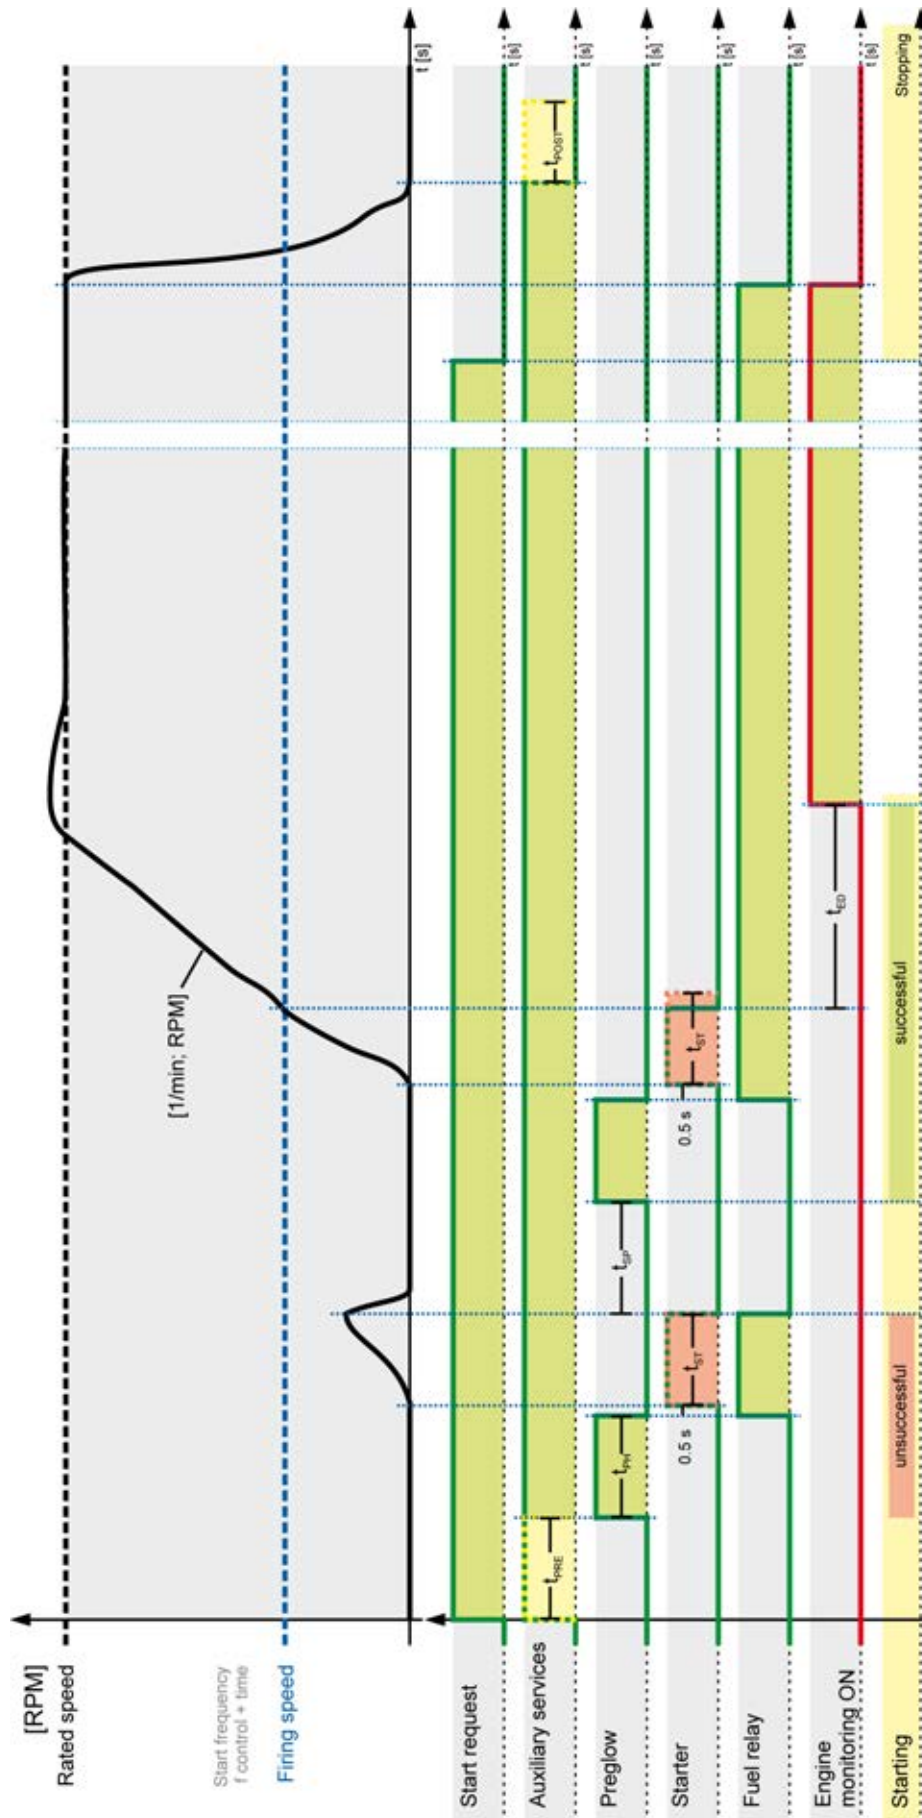 [RPM]
Rated speed
Start frequency
f control + time
Firing speed
[1/min; RPM]
t [s]
Start request
t [s]
Auxiliary services
tPRE
tPOST
t [s]
Preglow
tPH
tSP
t [s]
Starter
0.5 s
tST
0.5 s
tST
t [s]
Fuel relay
t [s]
Engine
monitoring ON
tED
t [s]
Starting
unsuccessful
successful
Stopping